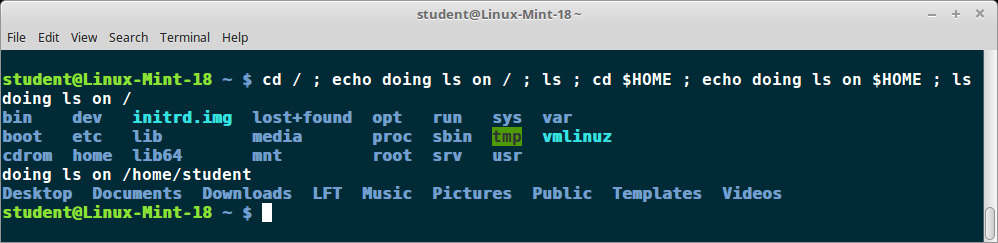 student@Linux-Mint-18 ~
File Edit View Search Terminal Help
student@Linux-Mint-18 ~ $ cd / ; echo doing ls on / ; ls ; cd $HOME ; echo doing ls on $HOME ; ls
doing ls on /
bin dev initrd.img lost+found opt run sys var
boot etc lib media proc sbin tmp vmlinuz
cdrom home lib64 mnt root srv usr
doing ls on /home/student
Desktop Documents Downloads LFT Music Pictures Public Templates Videos
student@Linux-Mint-18 ~ $